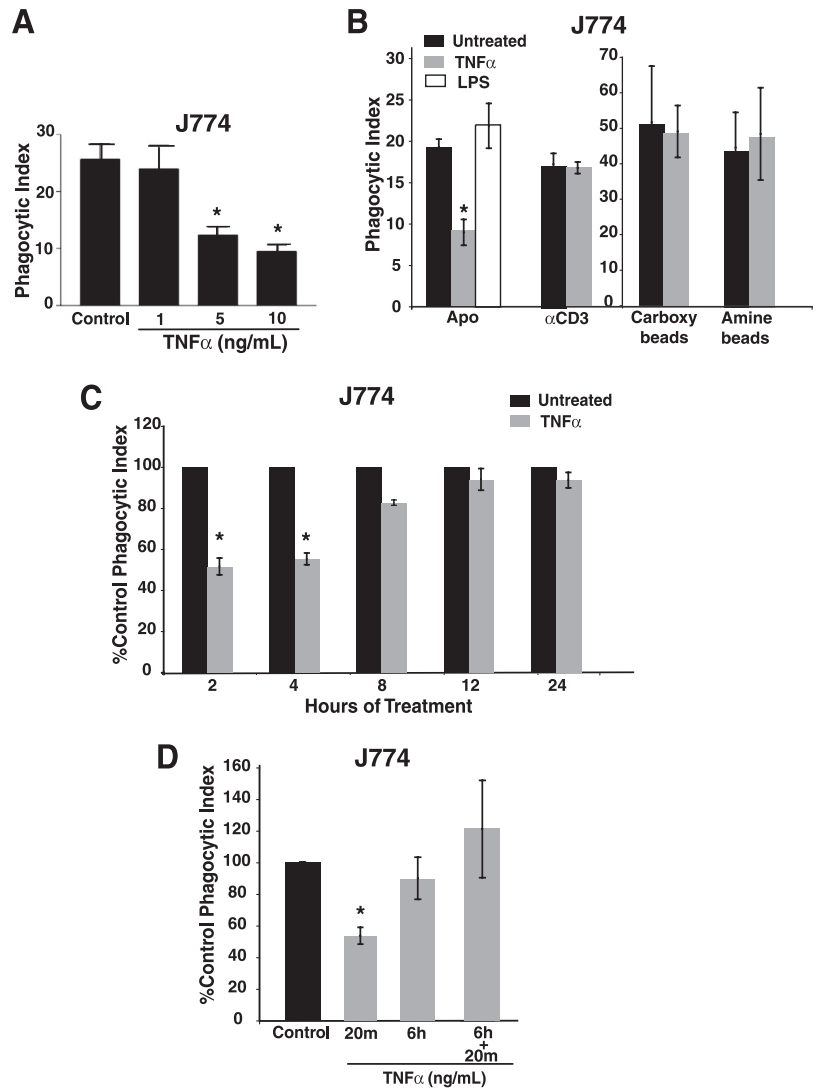 A
J774
Phagocytic Index
30
20
10
0
*
*
Control
1
5
10
TNFα (ng/mL)
B
J774
Untreated
TNFα
LPS
Phagocytic Index
30
25
20
15
10
5
0
*
Apo
αCD3
70
60
50
40
30
20
10
0
Carboxy
beads
Amine
beads
C
J774
Untreated
TNFα
%Control Phagocytic Index
120
100
80
60
40
20
0
*
*
2
4
8
12
24
Hours of Treatment
D
J774
%Control Phagocytic Index
160
140
120
100
80
60
40
20
0
*
Control
20m
6h
6h
+
20m
TNFα (ng/mL)